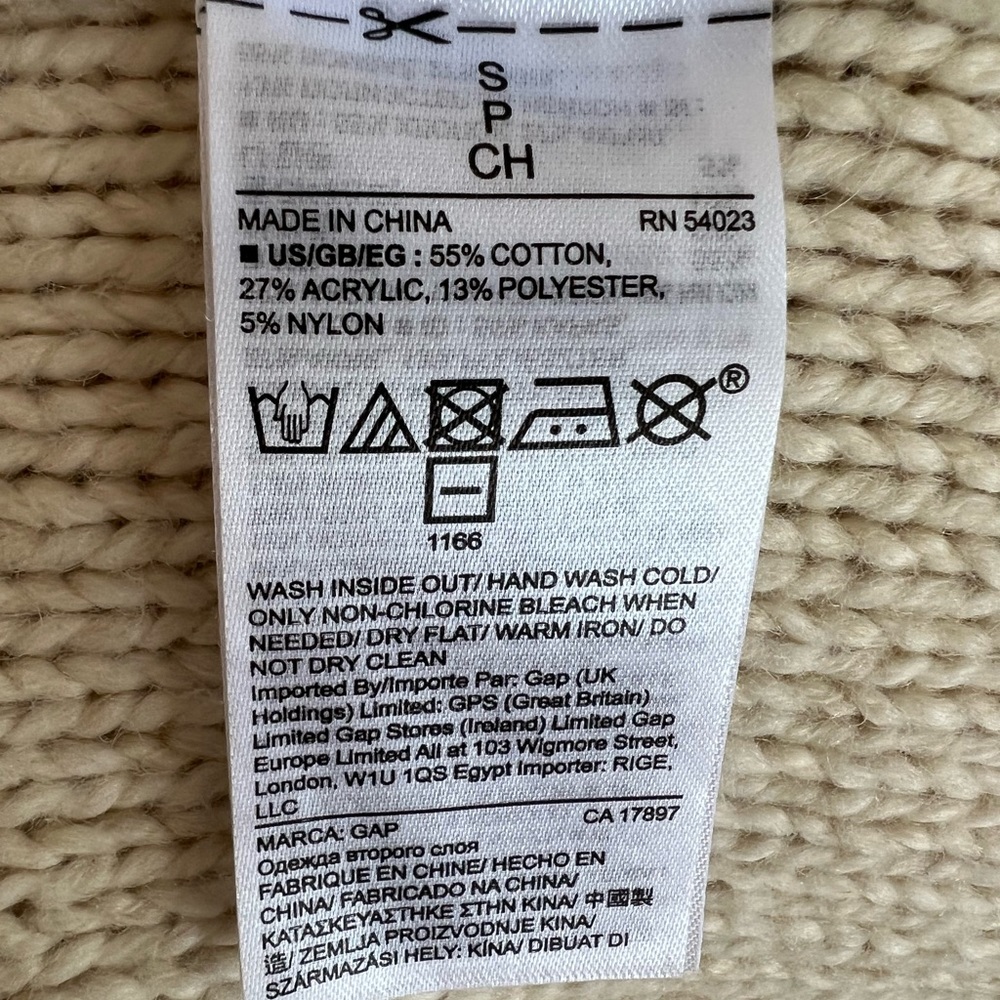 S
P
CH
MADE IN CHINA RN 54023
■ US/GB/EG : 55% COTTON,
27% ACRYLIC, 13% POLYESTER,
5% NYLON
®
1166
WASH INSIDE OUT/ HAND WASH COLD/
ONLY NON-CHLORINE BLEACH WHEN
NEEDED/ DRY FLAT/ WARM IRON/ DO
NOT DRY CLEAN
Imported By/Importe Par: Gap (UK
Holdings) Limited: GPS (Great Britain)
Limited Gap Stores (Ireland) Limited Gap
Europe Limited All at 103 Wigmore Street,
London, W1U 1QS Egypt Importer: RIGE,
LLC
CA 17897
MARCA: GAP
Одежда второго слоя
FABRIQUE EN CHINE/ HECHO EN
CHINA/ FABRICADO NA CHINA/
ΚΑΤΑΣΚΕΥΑΣΤΗΚΕ ΣΤΗΝ ΚΙΝΑ/ 中國製
造/ ZEMLJA PROIZVODNJE KINA/
SZÁRMAZÁSI HELY: KÍNA/ DIBUAT DI